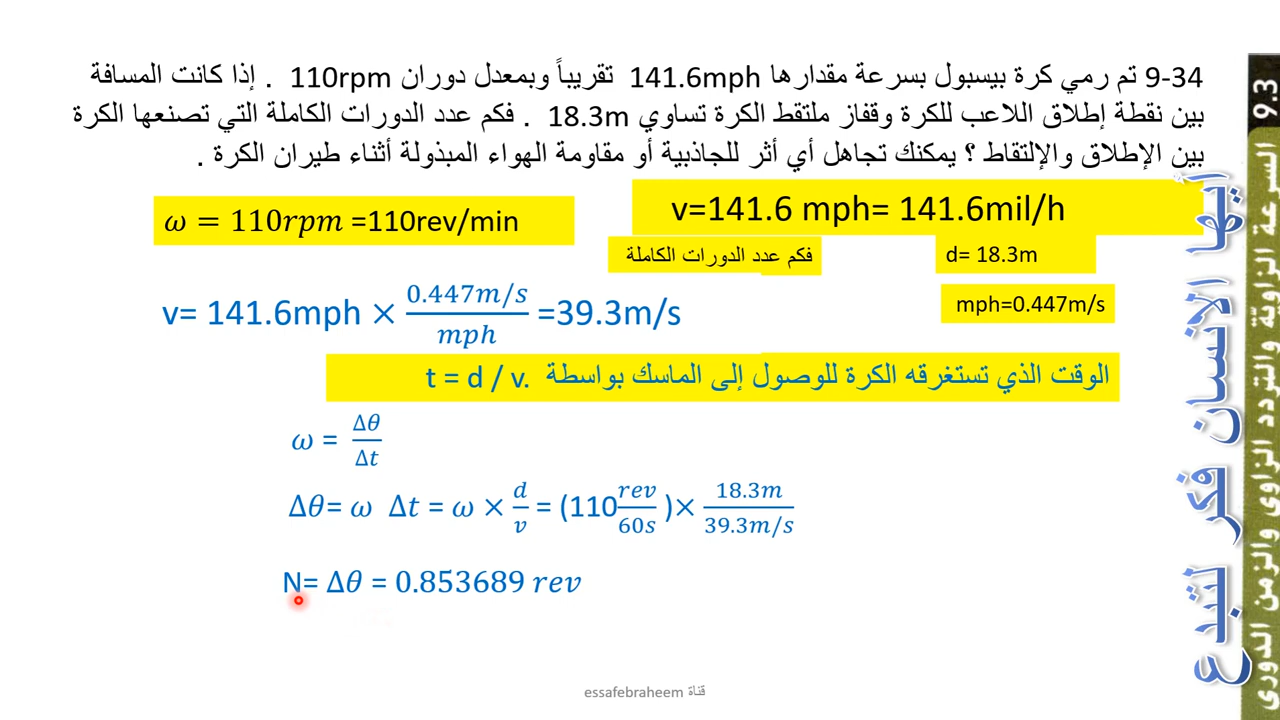 9-34 تم رمي كرة بيسبول بسرعة مقدارها 141.6mph تقريباً وبمعدل دوران 110rpm . إذا كانت المسافة
بين نقطة إطلاق اللاعب للكرة وقفاز ملتقط الكرة تساوي 18.3m . فكم عدد الدورات الكاملة التي تصنعها الكرة
بين الإطلاق والإلتقاط ؟ يمكنك تجاهل أي أثر للجاذبية أو مقاومة الهواء المبذولة أثناء طيران الكرة .
v=141.6 mph= 141.6mil/h
ω = 110rpm =110rev/min
d= 18.3m
فكم عدد الدورات الكاملة
mph=0.447m/s
v= 141.6mph × 0.447m/s / mph =39.3m/s
الوقت الذي تستغرقه الكرة للوصول إلى الماسك بواسطة t = d / v.
ω = Δθ / Δt
Δθ= ω Δt = ω × d / v = (110 rev / 60s )× 18.3m / 39.3m/s
N= Δθ = 0.853689 rev
قناة essafebraheem
أيها الانسان فكر لتبدع
9.3 السرعة الزاويّة والتردد الزاوي والزمن الدوري